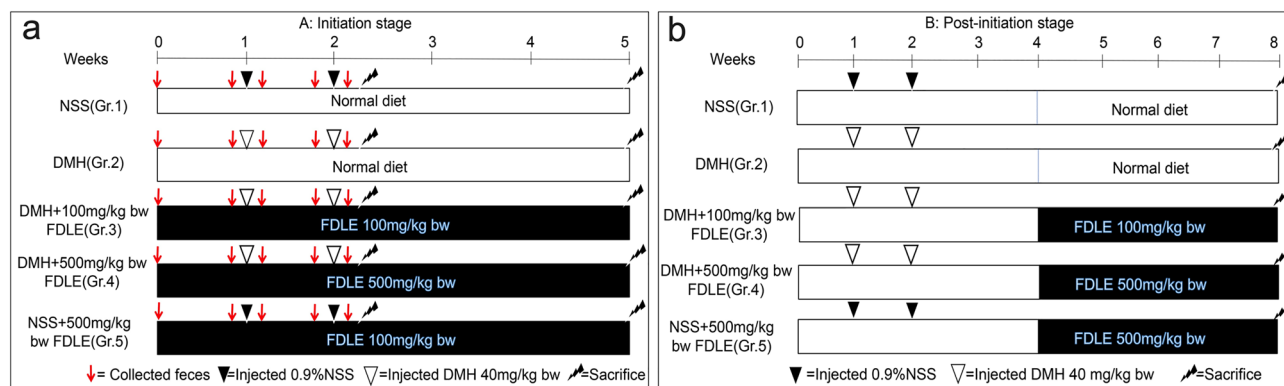 a
A: Initiation stage
Weeks
0 1 2 3 4 5
NSS(Gr.1)
Normal diet
DMH(Gr.2)
Normal diet
DMH+100mg/kg bw
FDLE(Gr.3)
FDLE 100mg/kg bw
DMH+500mg/kg bw
FDLE(Gr.4)
FDLE 500mg/kg bw
NSS+500mg/kg
bw FDLE(Gr.5)
FDLE 100mg/kg bw
= Collected feces =Injected 0.9%NSS =Injected DMH 40mg/kg bw =Sacrifice
b
B: Post-initiation stage
Weeks
0 1 2 4 5 6 7 8
NSS(Gr.1)
Normal diet
DMH(Gr.2)
Normal diet
DMH+100mg/kg bw
FDLE(Gr.3)
FDLE 100mg/kg bw
DMH+500mg/kg bw
FDLE(Gr.4)
FDLE 500mg/kg bw
NSS+500mg/kg
bw FDLE(Gr.5)
FDLE 500mg/kg bw
=Injected 0.9%NSS =Injected DMH 40 mg/kg bw =Sacrifice